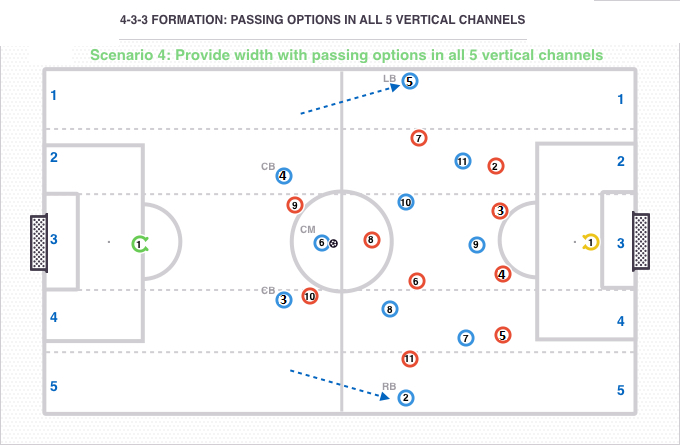 4-3-3 FORMATION: PASSING OPTIONS IN ALL 5 VERTICAL CHANNELS
Scenario 4: Provide width with passing options in all 5 vertical channels
LB 5
1 1
7
2 11 2 2
CB 4
9 10 3
CM
3 1 6 8 9 1 3
4
CB 3 10 6
8
4 7 5 4
11
5 RB 2 5